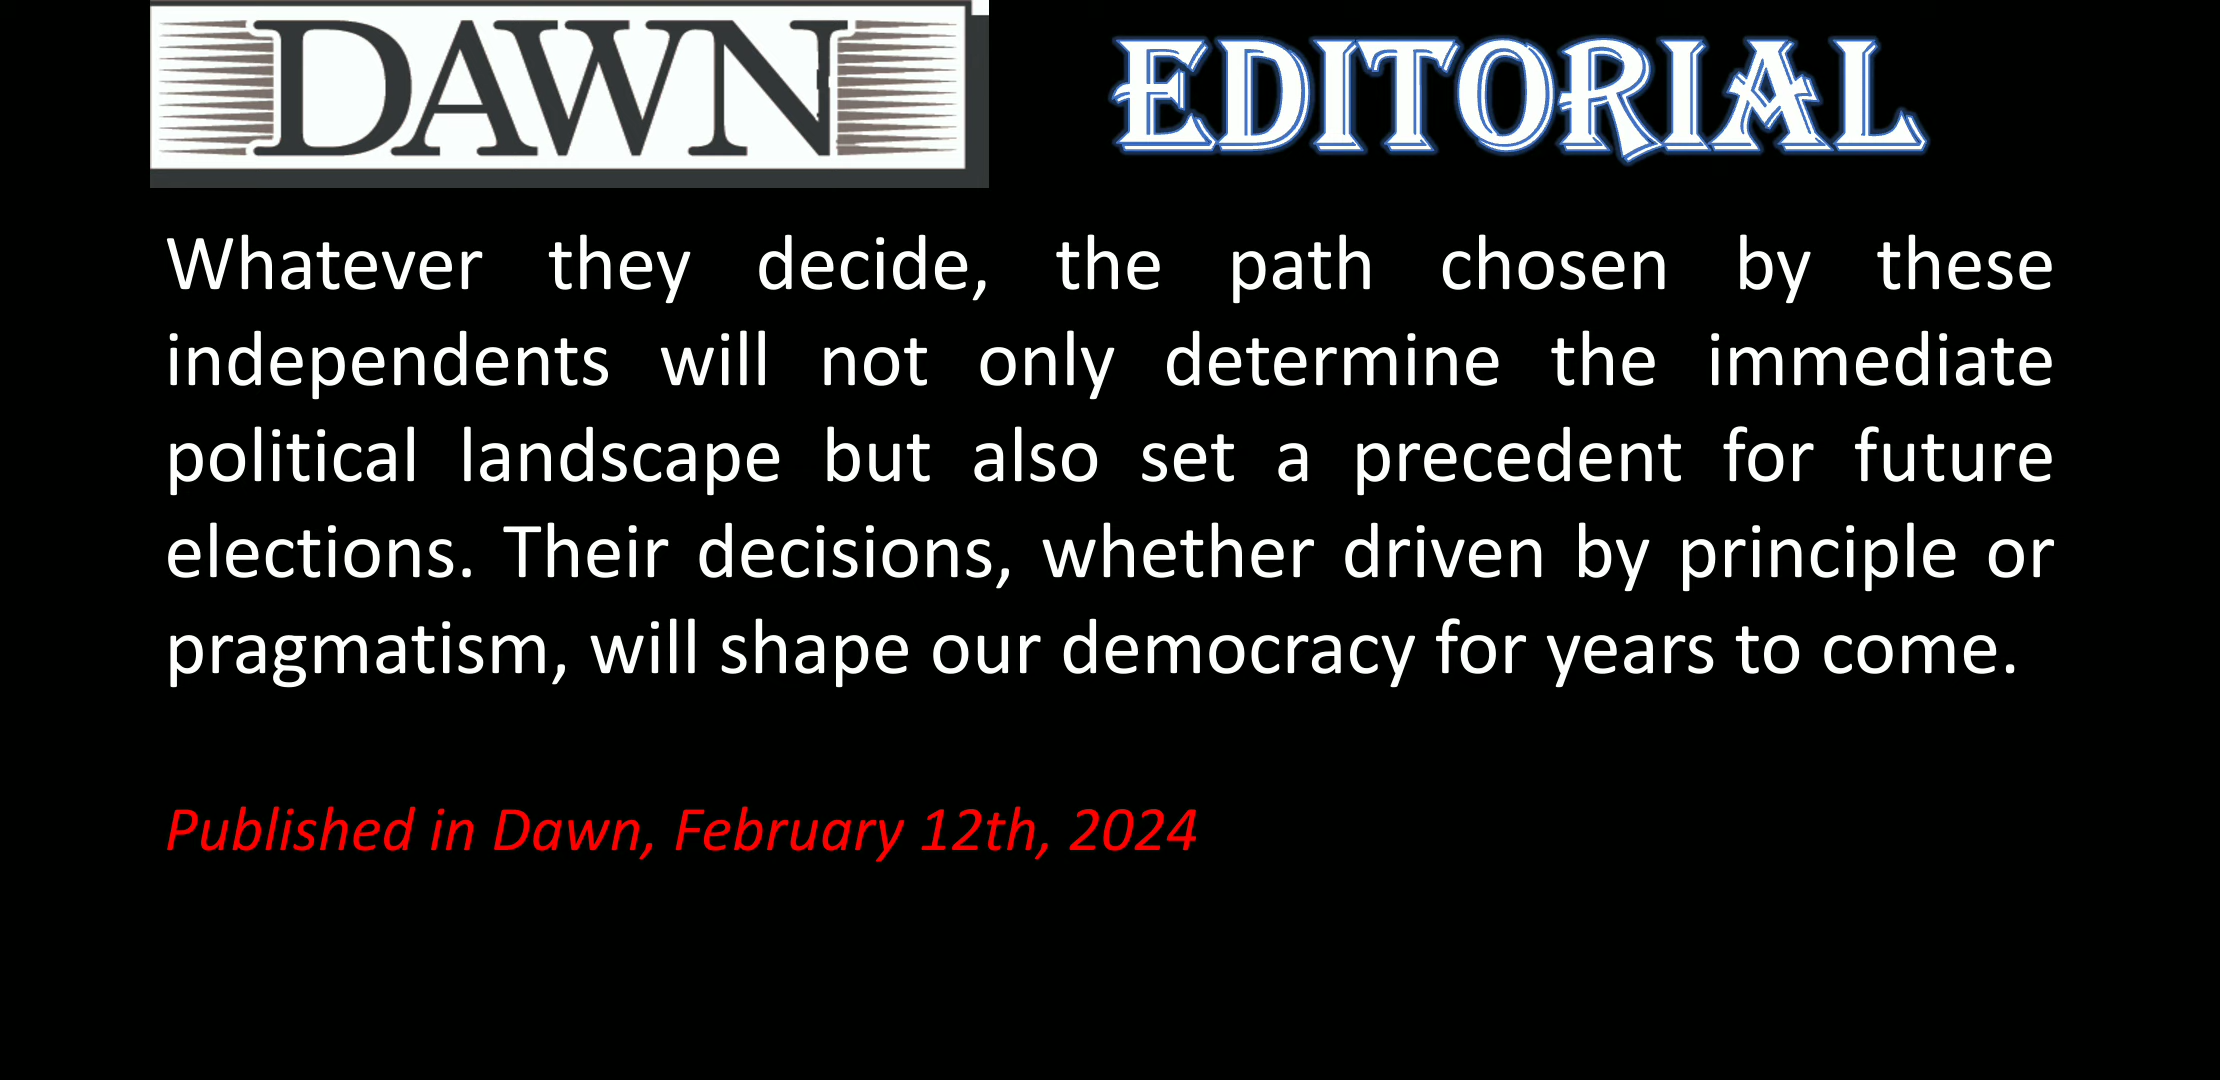 DAWN EDITORIAL
Whatever they decide, the path chosen by these
independents will not only determine the immediate
political landscape but also set a precedent for future
elections. Their decisions, whether driven by principle or
pragmatism, will shape our democracy for years to come.
Published in Dawn, February 12th, 2024